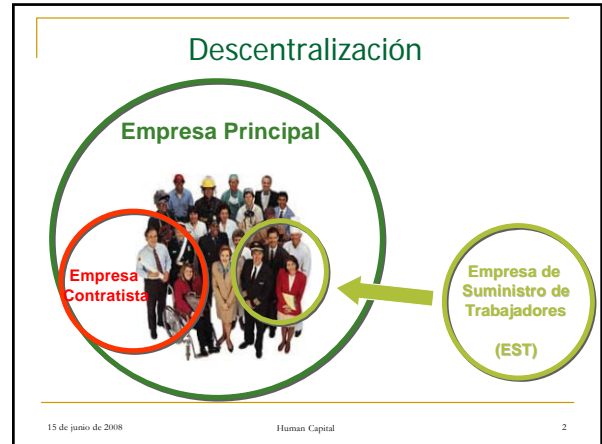 Descentralización
Empresa Principal
Empresa
Contratista
Empresa de
Suministro de
Trabajadores
(EST)
15 de junio de 2008 Human Capital 2